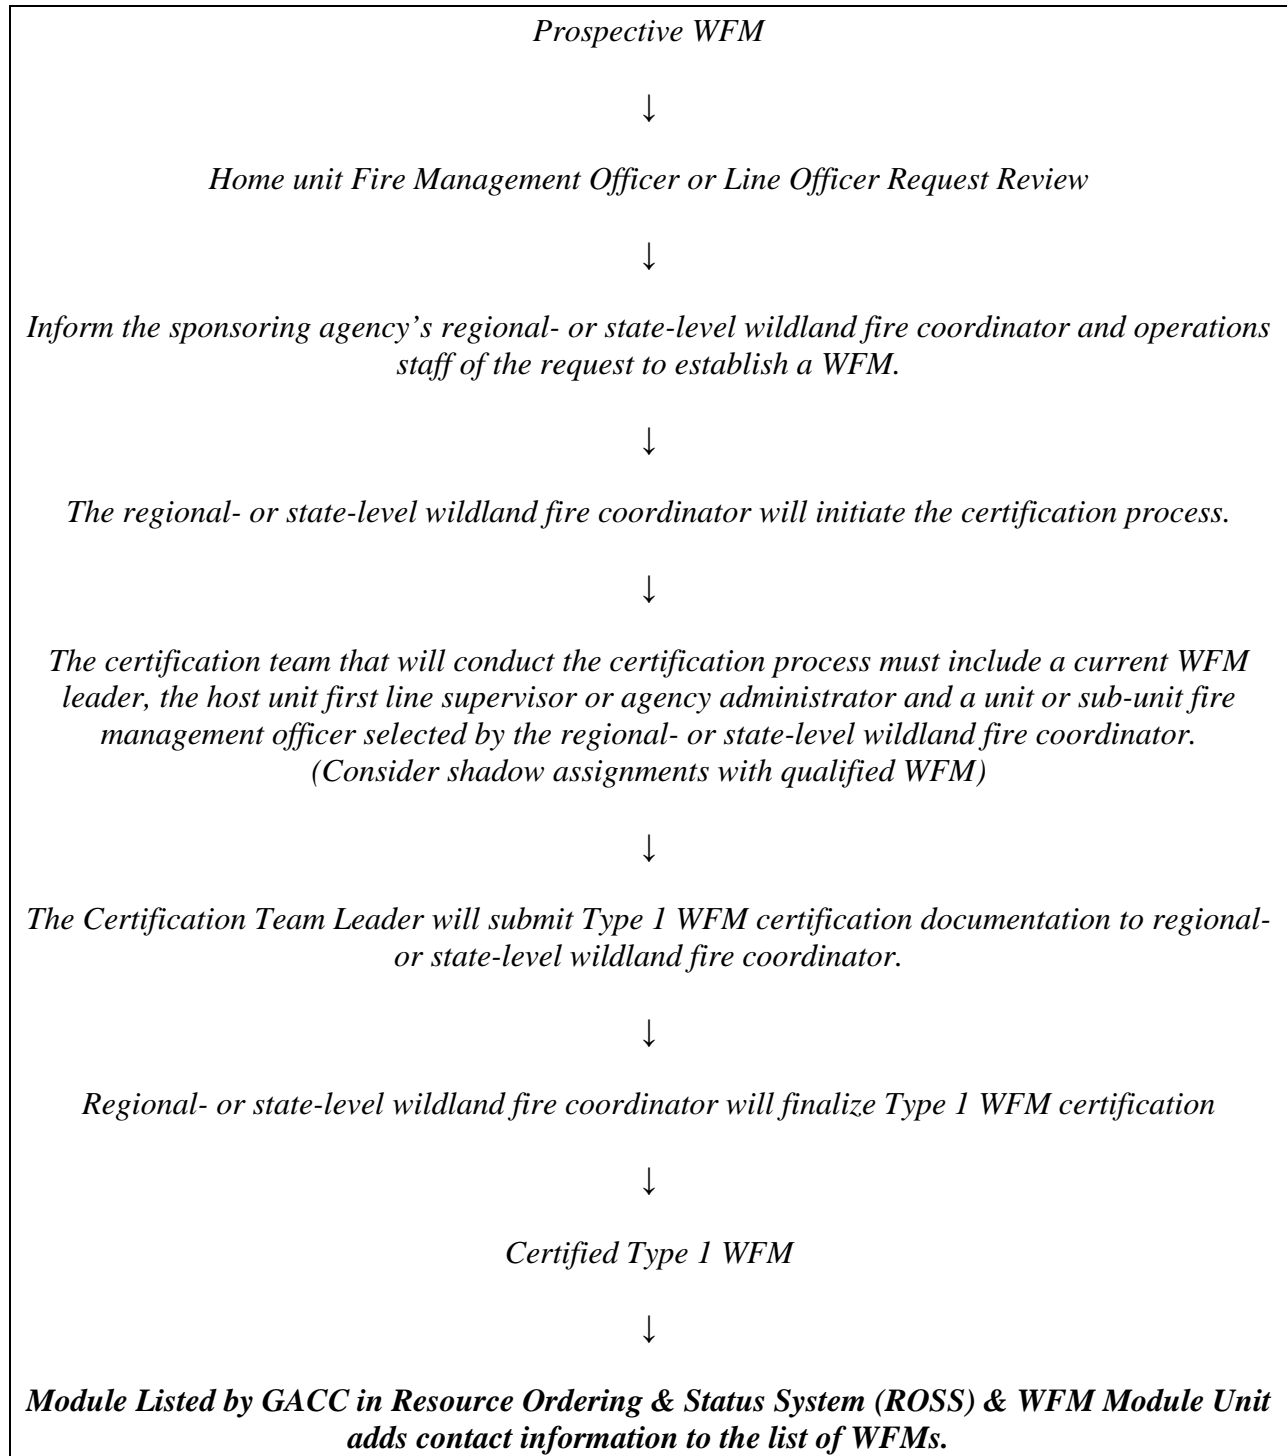 Prospective WFM
↓
Home unit Fire Management Officer or Line Officer Request Review
↓
Inform the sponsoring agency’s regional- or state-level wildland fire coordinator and operations
staff of the request to establish a WFM.
↓
The regional- or state-level wildland fire coordinator will initiate the certification process.
↓
The certification team that will conduct the certification process must include a current WFM
leader, the host unit first line supervisor or agency administrator and a unit or sub-unit fire
management officer selected by the regional- or state-level wildland fire coordinator.
(Consider shadow assignments with qualified WFM)
↓
The Certification Team Leader will submit Type 1 WFM certification documentation to regional-
or state-level wildland fire coordinator.
↓
Regional- or state-level wildland fire coordinator will finalize Type 1 WFM certification
↓
Certified Type 1 WFM
↓
Module Listed by GACC in Resource Ordering & Status System (ROSS) & WFM Module Unit
adds contact information to the list of WFMs.